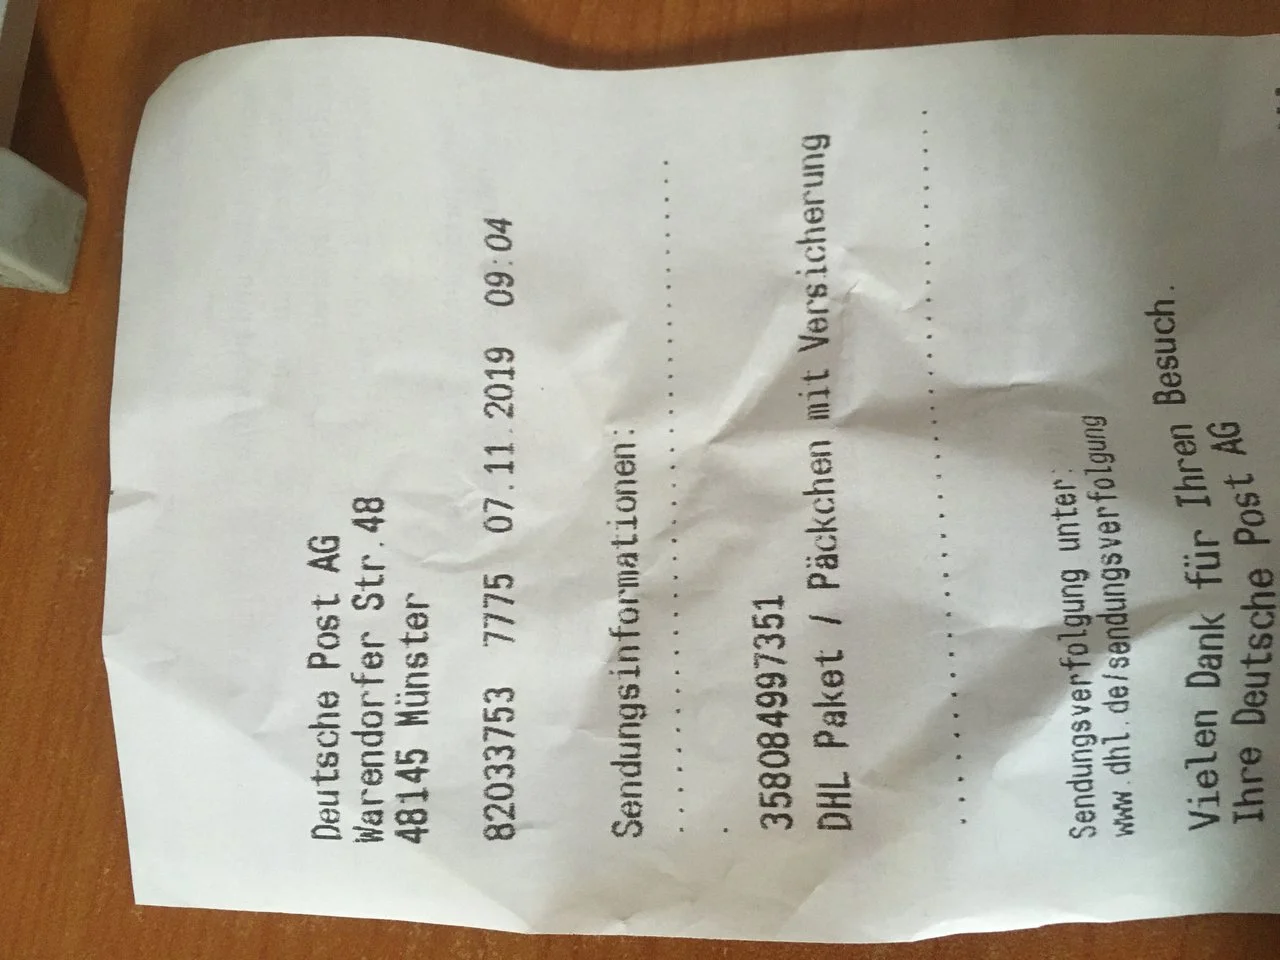 Deutsche Post AG
Warendorfer Str.48
48145 Münster
82033753 7775 07.11.2019 09:04
Sendungsinformationen:
358084997351
DHL Paket / Päckchen mit Versicherung
Sendungsverfolgung unter:
www.dhl.de/sendungsverfolgung
Vielen Dank für Ihren Besuch.
Ihre Deutsche Post AG